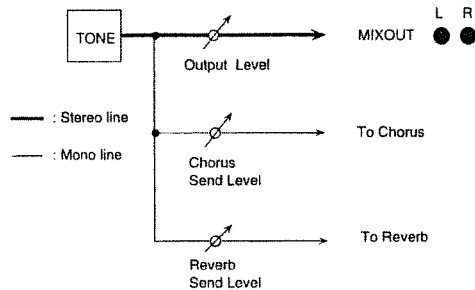 L R
TONE
MIXOUT
Output Level
: Stereo line
: Mono line
To Chorus
Chorus
Send Level
To Reverb
Reverb
Send Level